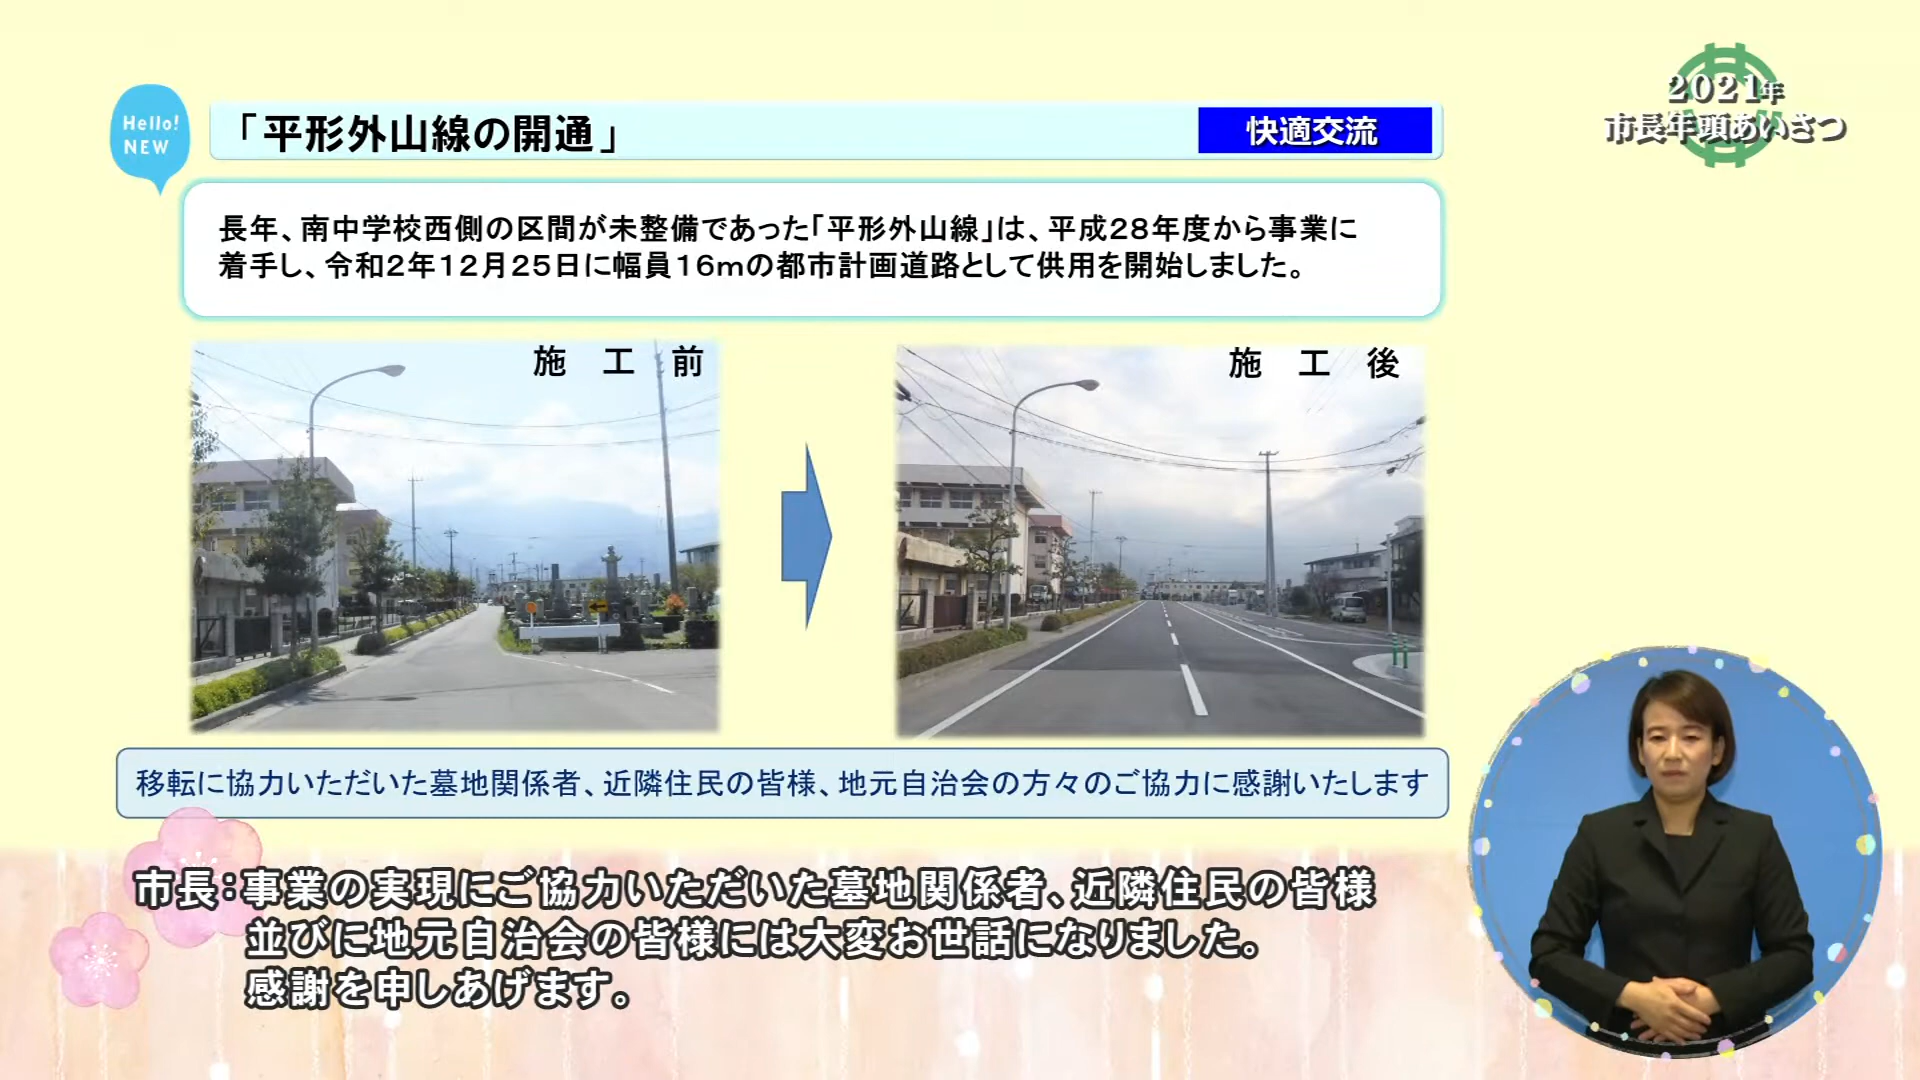 Hello!
NEW
「平形外山線の開通」
快適交流
2021年
市長年頭あいさつ
長年、南中学校西側の区間が未整備であった「平形外山線」は、平成28年度から事業に
着手し、令和2年12月25日に幅員16mの都市計画道路として供用を開始しました。
施 工 前
施 工 後
移転に協力いただいた墓地関係者、近隣住民の皆様、地元自治会の方々のご協力に感謝いたします
市長：事業の実現にご協力いただいた墓地関係者、近隣住民の皆様
並びに地元自治会の皆様には大変お世話になりました。
感謝を申しあげます。